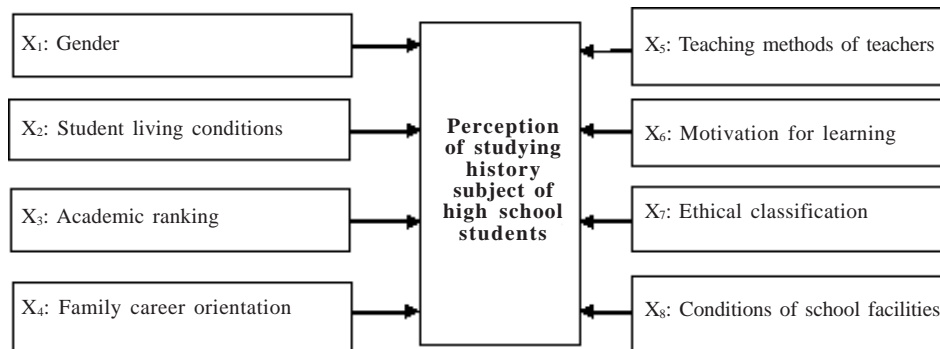 X₁: Gender
X₂: Student living conditions
X₃: Academic ranking
X₄: Family career orientation
Perception
of studying
history
subject of
high school
students
X₅: Teaching methods of teachers
X₆: Motivation for learning
X₇: Ethical classification
X₈: Conditions of school facilities